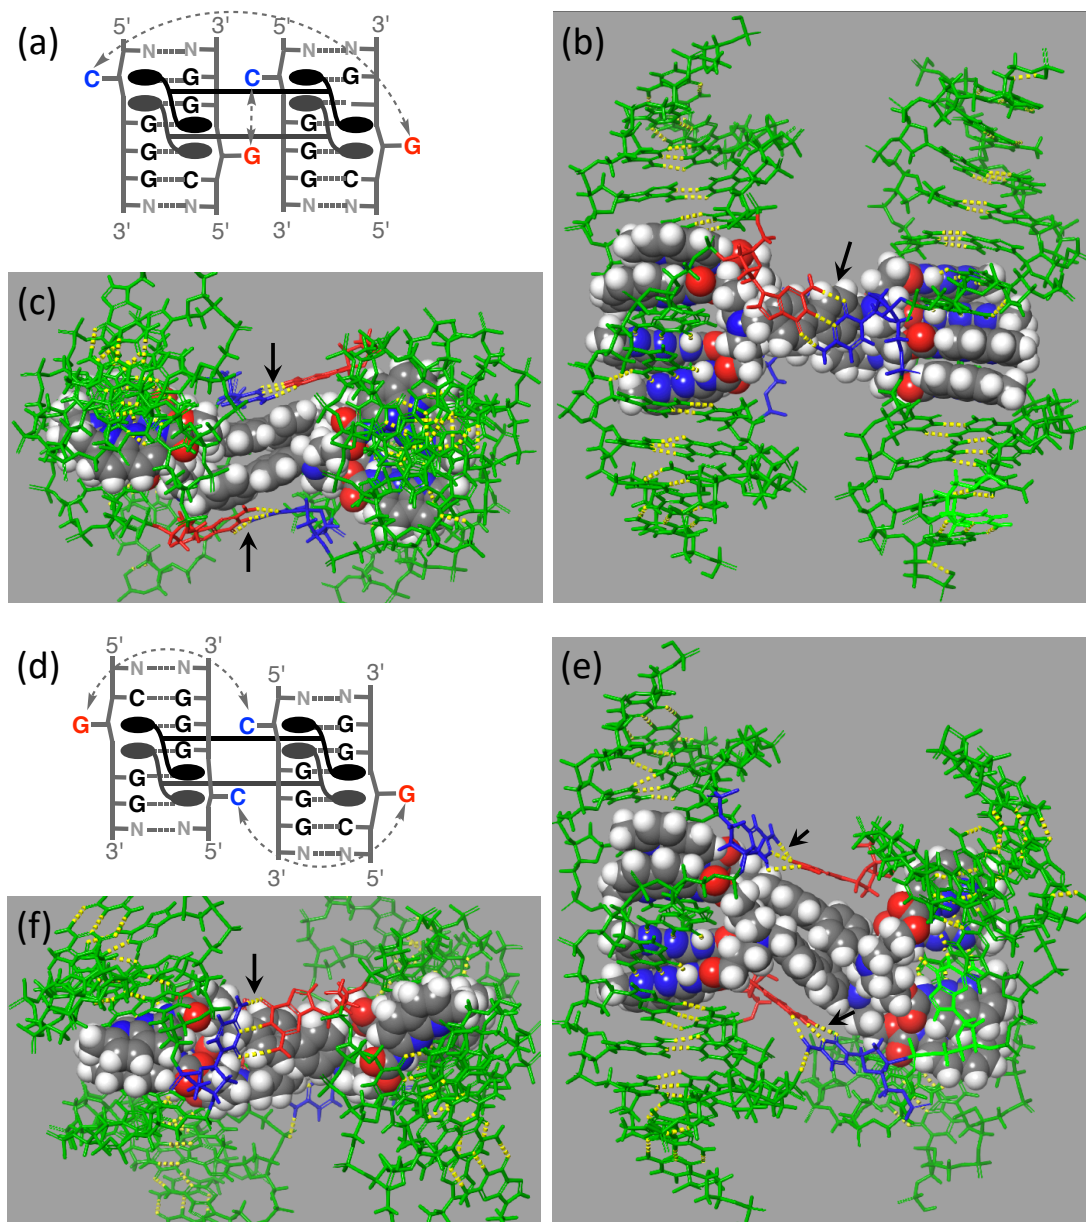 (a)
5' 3' 5' 3'
N N N N
C G C G
G
G G
G G G G
G C G C
N N N N
3' 5' 3' 5'
(b)
(c)
(d)
5' 3' 5' 3'
N N
C G N N
G G C G
G G
G G
G C G G
N N G C
3' 5' N N
3' 5'
(e)
(f)